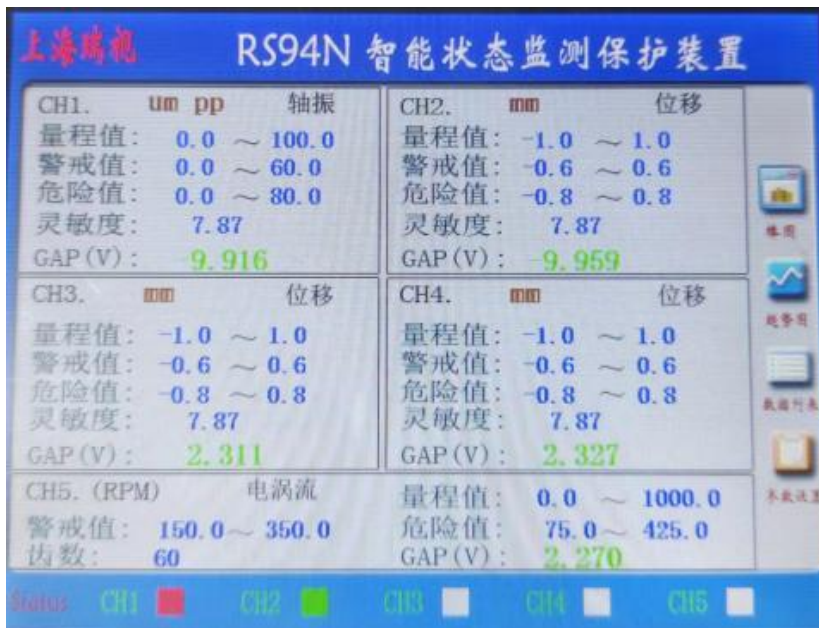 上海瑞视
RS94N 智能状态监测保护装置
CH1. um pp 轴振
量程值: 0.0 ~ 100.0
警戒值: 0.0 ~ 60.0
危险值: 0.0 ~ 80.0
灵敏度: 7.87
GAP(V): -9.916
CH2. mm 位移
量程值: -1.0 ~ 1.0
警戒值: -0.6 ~ 0.6
危险值: -0.8 ~ 0.8
灵敏度: 7.87
GAP(V): -9.959
CH3. mm 位移
量程值: -1.0 ~ 1.0
警戒值: -0.6 ~ 0.6
危险值: -0.8 ~ 0.8
灵敏度: 7.87
GAP(V): 2.311
CH4. mm 位移
量程值: -1.0 ~ 1.0
警戒值: -0.6 ~ 0.6
危险值: -0.8 ~ 0.8
灵敏度: 7.87
GAP(V): 2.327
CH5. (RPM) 电涡流
警戒值: 150.0~ 350.0
齿数: 60
量程值: 0.0 ~ 1000.0
危险值: 75.0~ 425.0
GAP(V): 2.270
棒图
趋势图
数据列表
参数设置
Status CH1 CH2 CH3 CH4 CH5